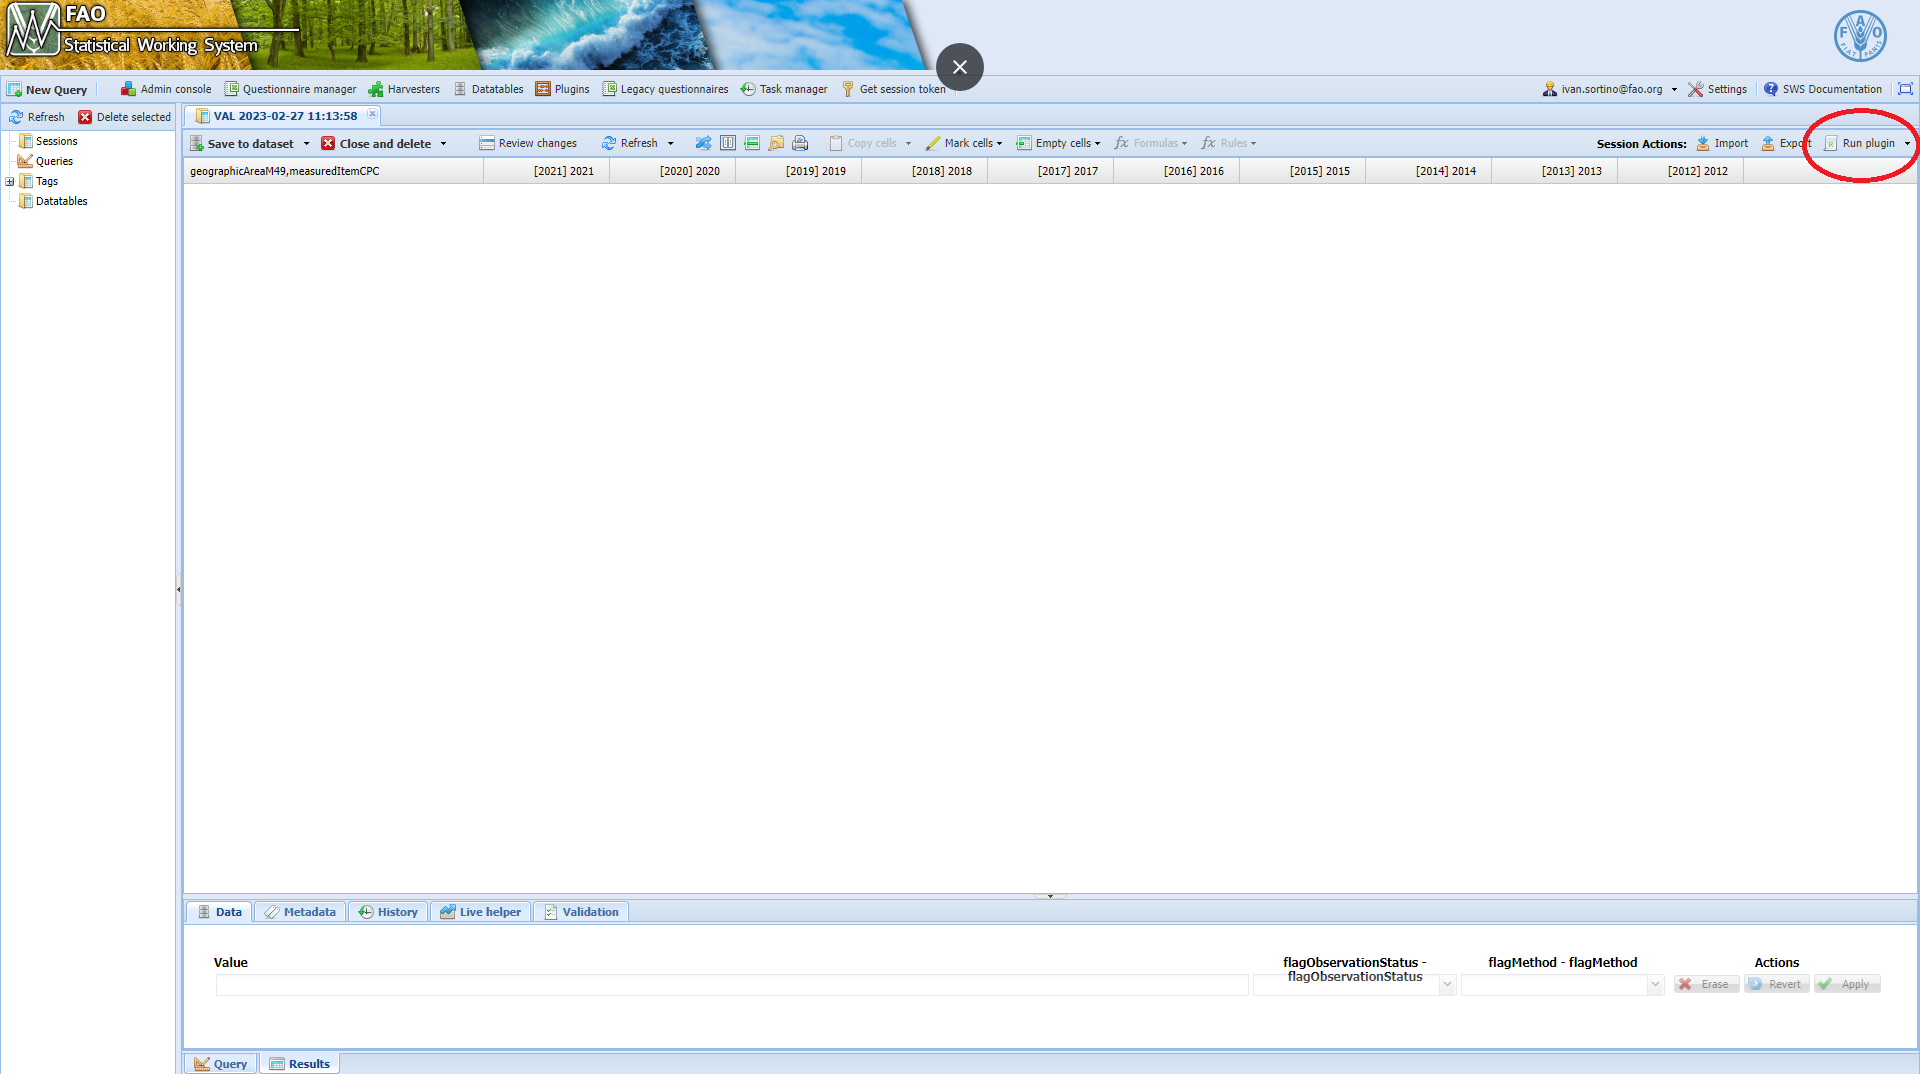 FAO
Statistical Working System
New Query Admin console Questionnaire manager Harvesters Datatables Plugins Legacy questionnaires Task manager Get session token ivan.sortino@fao.org Settings SWS Documentation
Refresh Delete selected
VAL 2023-02-27 11:13:58
Sessions
Queries
Tags
Datatables
Save to dataset Close and delete Review changes Refresh Copy cells Mark cells Empty cells fx Formulas fx Rules Session Actions: Import Export Run plugin
geographicAreaM49,measuredItemCPC [2021] 2021 [2020] 2020 [2019] 2019 [2018] 2018 [2017] 2017 [2016] 2016 [2015] 2015 [2014] 2014 [2013] 2013 [2012] 2012
Data Metadata History Live helper Validation
Value flagObservationStatus - flagMethod - flagMethod Actions
flagObservationStatus
Erase Revert Apply
Query Results